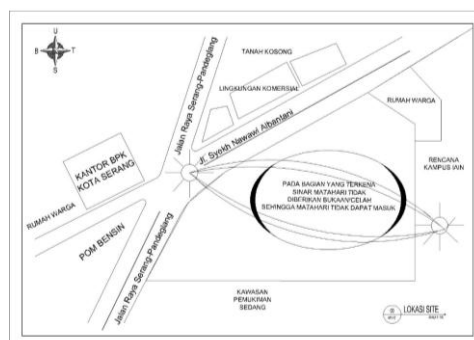 U
B T
S
TANAH KOSONG
LINGKUNGAN KOMERSIAL
Jalan Raya Serang-Pandeglang
Jl. Syekh Nawawi Albantani
RUMAH WARGA
KANTOR BPK
KOTA SERANG
RENCANA
KAMPUS IAIN
PADA BAGIAN YANG TERKENA
SINAR MATAHARI TIDAK
DIBERIKAN BUKAAN/CELAH
SEHINGGA MATAHARI TIDAK DAPAT MASUK
RUMAH WARGA
POM BENSIN
Jalan Raya Serang-Pandeglang
KAWASAN
PEMUKIMAN
SEDANG
LOKASI SITE